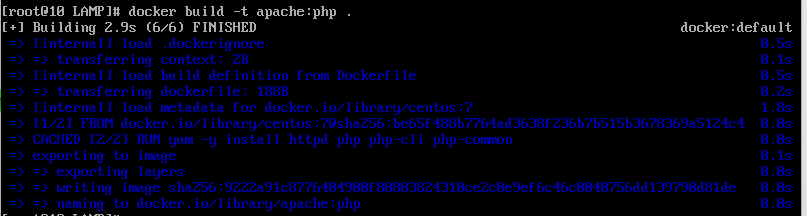 [root@10 LAMP]# docker build -t apache:php .
[+] Building 2.9s (6/6) FINISHED docker:default
=> [internal] load .dockerignore 0.5s
=> => transferring context: 2B 0.1s
=> [internal] load build definition from Dockerfile 0.5s
=> => transferring dockerfile: 108B 0.2s
=> [internal] load metadata for docker.io/library/centos:7 1.8s
=> [1/2] FROM docker.io/library/centos:7@sha256:be65f488b7764ad3638f236b7b515b3678369a5124c4 0.0s
=> CACHED [2/2] RUN yum -y install httpd php php-cli php-common 0.0s
=> exporting to image 0.1s
=> => exporting layers 0.0s
=> => writing image 0.0s
=> => naming to docker.io/library/apache:php 0.0s